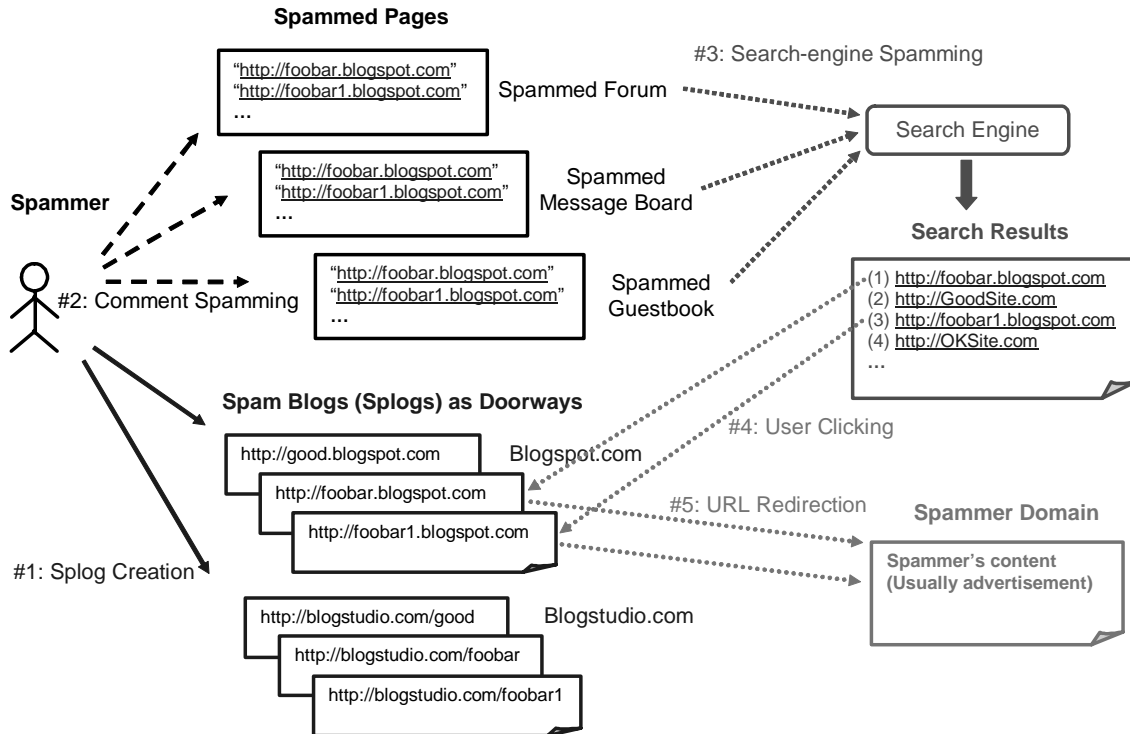 Spammed Pages
“http://foobar.blogspot.com”
“http://foobar1.blogspot.com”
…
Spammed Forum
#3: Search-engine Spamming
Search Engine
“http://foobar.blogspot.com”
“http://foobar1.blogspot.com”
…
Spammed
Message Board
Spammer
#2: Comment Spamming
“http://foobar.blogspot.com”
“http://foobar1.blogspot.com”
…
Spammed
Guestbook
Search Results
(1) http://foobar.blogspot.com
(2) http://GoodSite.com
(3) http://foobar1.blogspot.com
(4) http://OKSite.com
…
Spam Blogs (Splogs) as Doorways
#4: User Clicking
http://good.blogspot.com
Blogspot.com
http://foobar.blogspot.com
http://foobar1.blogspot.com
#5: URL Redirection
Spammer Domain
Spammer’s content
(Usually advertisement)
#1: Splog Creation
http://blogstudio.com/good
Blogstudio.com
http://blogstudio.com/foobar
http://blogstudio.com/foobar1